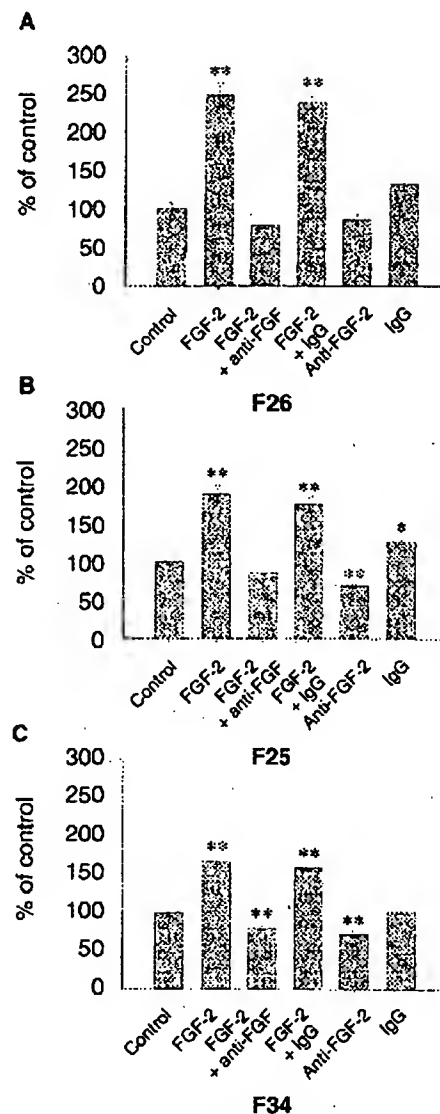 A
300
250
200
150
100
50
0
% of control
**
**
Control
FGF-2
FGF-2
+ anti-FGF
FGF-2
+ IgG
Anti-FGF-2
IgG
F26
B
300
250
200
150
100
50
0
% of control
**
**
**
*
Control
FGF-2
FGF-2
+ anti-FGF
FGF-2
+ IgG
Anti-FGF-2
IgG
F25
C
300
250
200
150
100
50
0
% of control
**
**
**
**
Control
FGF-2
FGF-2
+ anti-FGF
FGF-2
+ IgG
Anti-FGF-2
IgG
F34